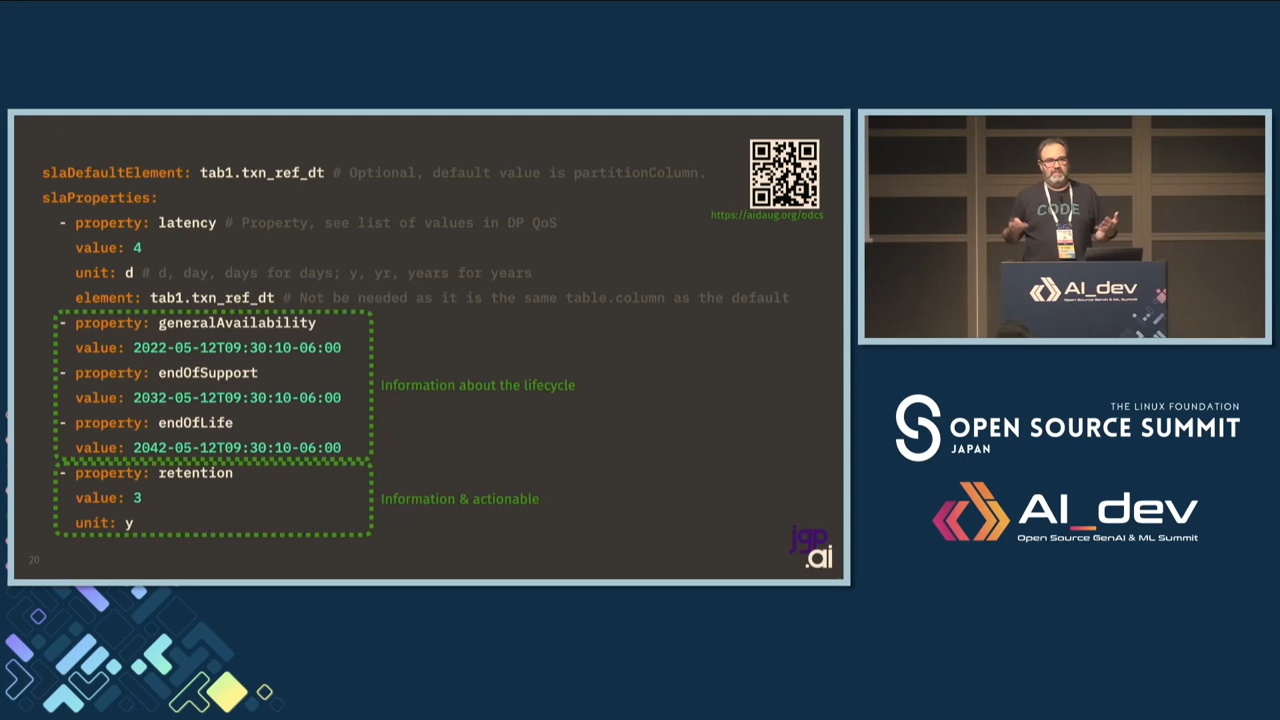 slaDefaultElement: tab1.txn_ref_dt # Optional, default value is partitionColumn.
slaProperties:
- property: latency # Property, see list of values in DP QoS
value: 4
unit: d # d, day, days for days; y, yr, years for years
element: tab1.txn_ref_dt # Not be needed as it is the same table.column as the default
- property: generalAvailability
value: 2022-05-12T09:30:10-06:00
- property: endOfSupport
value: 2032-05-12T09:30:10-06:00
- property: endOfLife
value: 2042-05-12T09:30:10-06:00
- property: retention
value: 3
unit: y
Information about the lifecycle
Information & actionable
https://aidaug.org/odcs
20
jgp
.ai
CODE
AI_dev
Open Source GenAI & ML Summit
THE LINUX FOUNDATION
OPEN SOURCE SUMMIT
JAPAN
AI_dev
Open Source GenAI & ML Summit